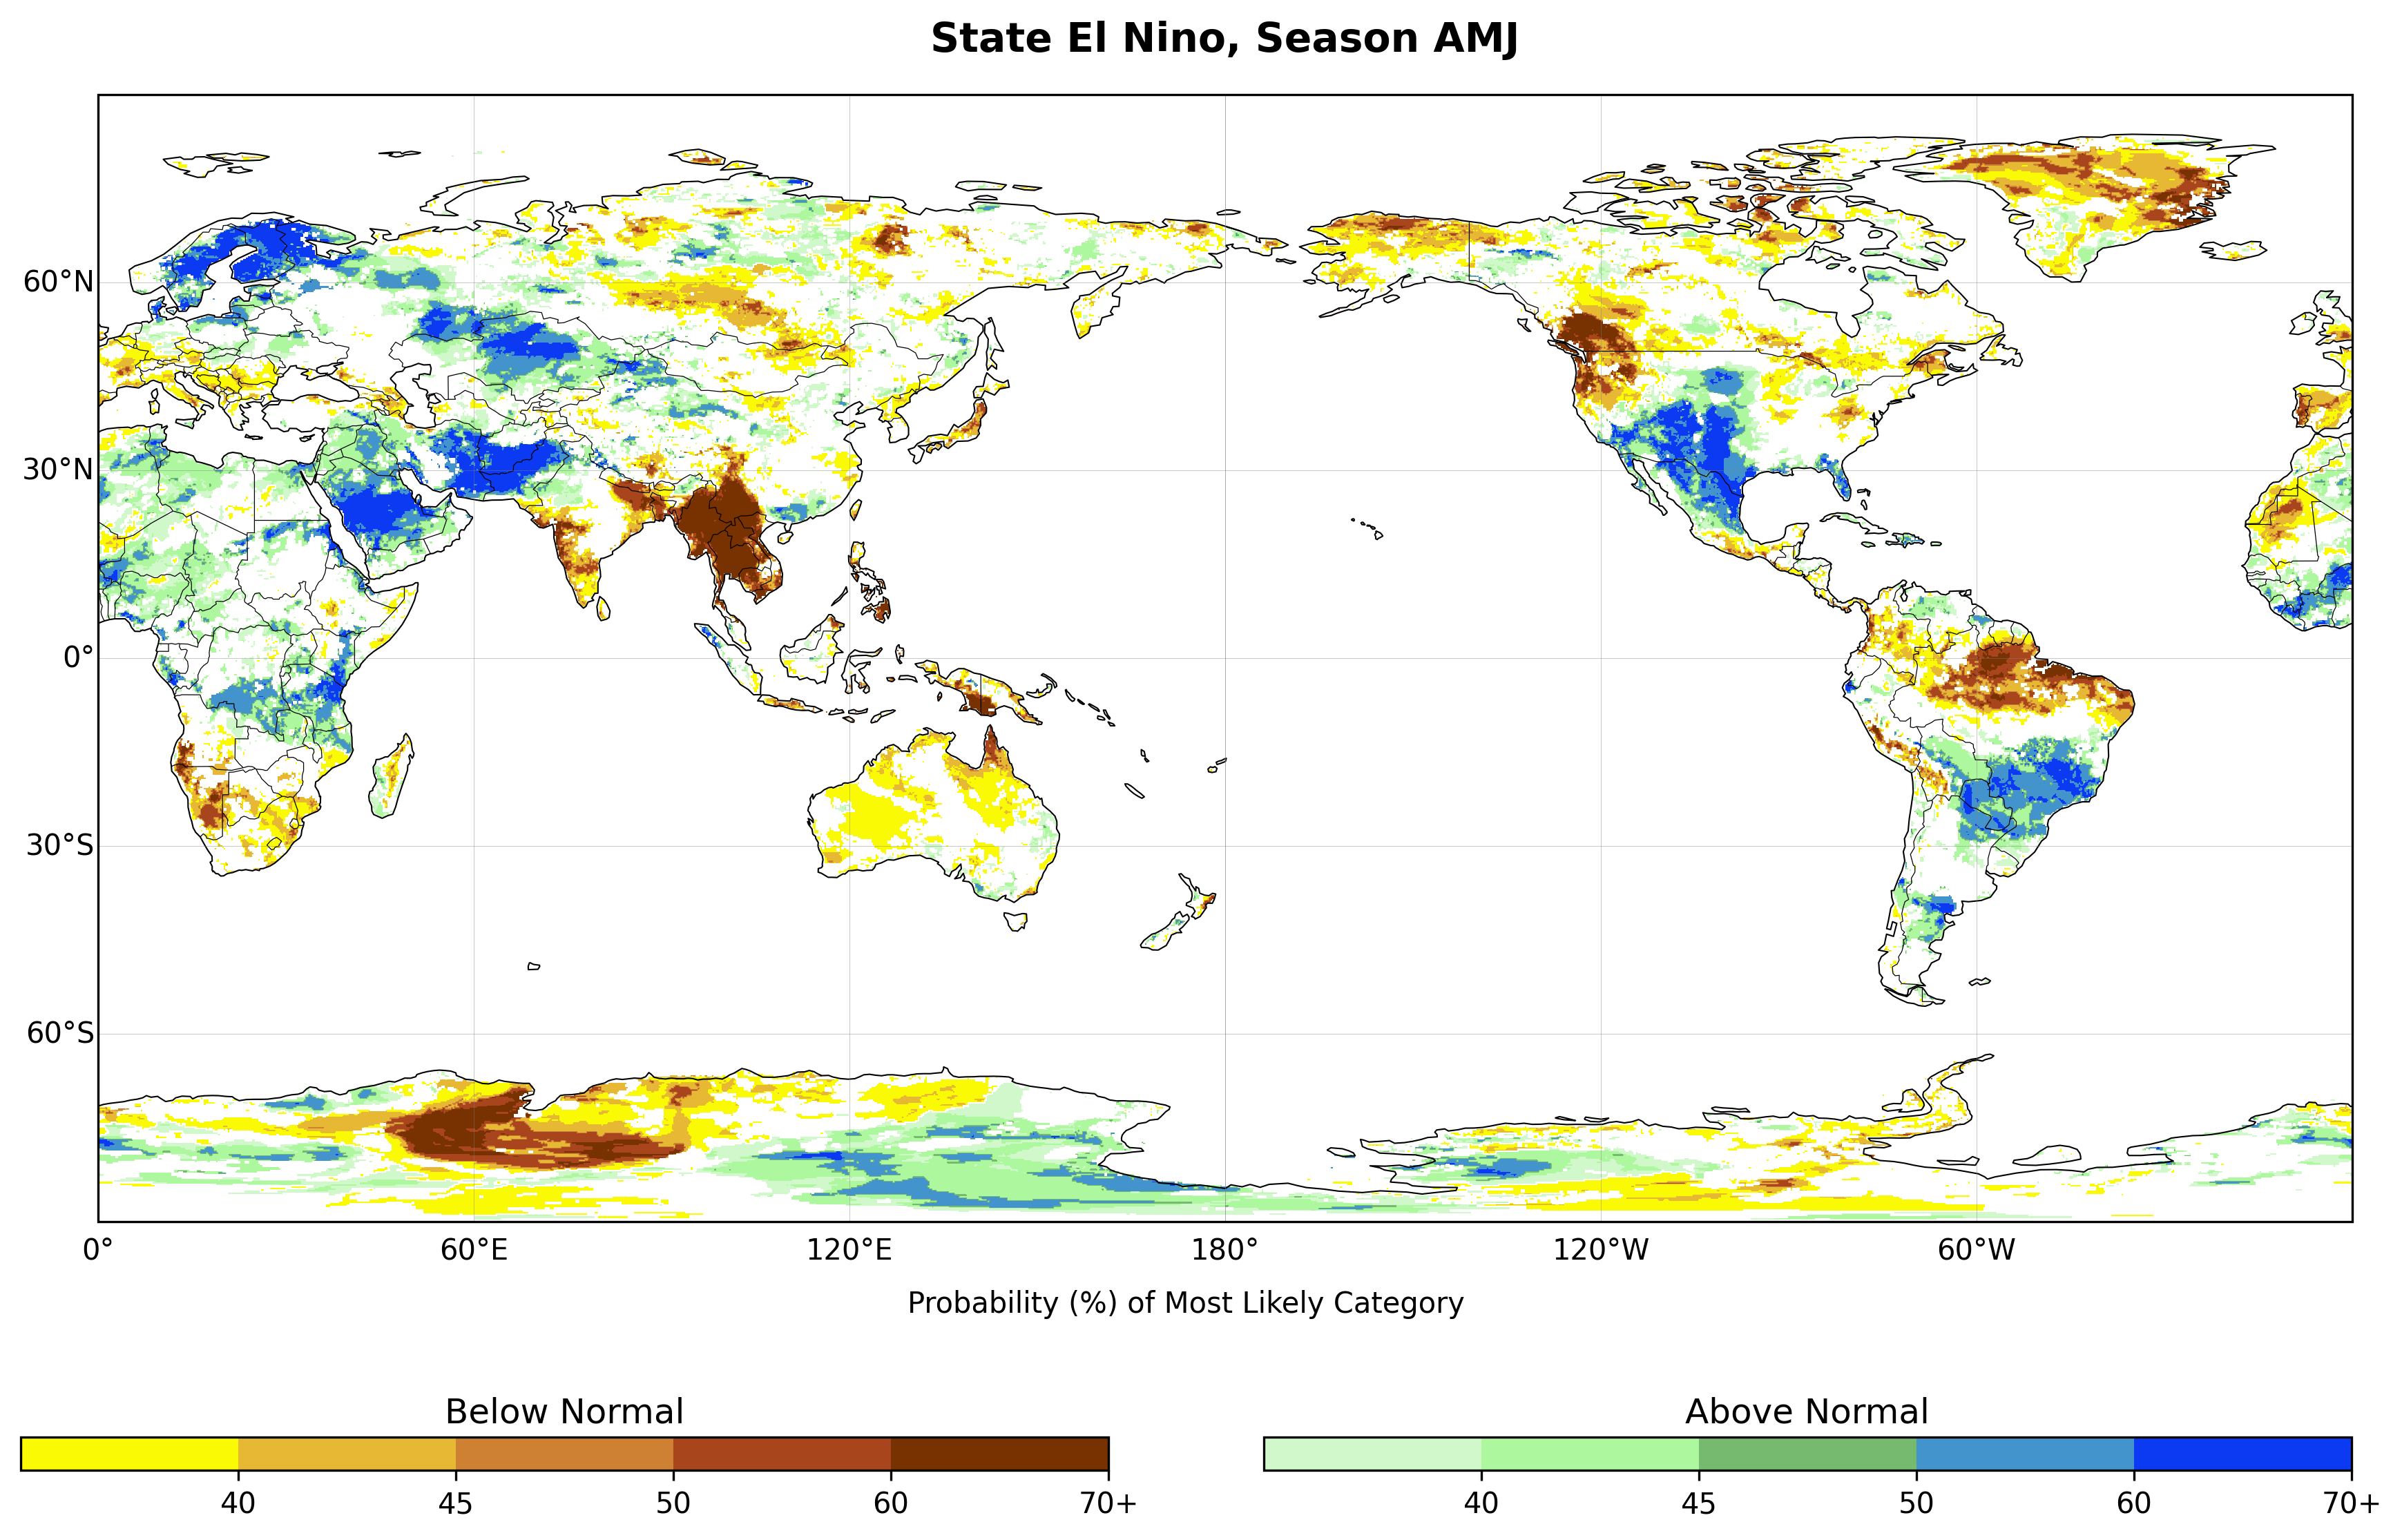 State El Nino, Season AMJ
60°N
30°N
0°
30°S
60°S
0° 60°E 120°E 180° 120°W 60°W
Probability (%) of Most Likely Category
Below Normal Above Normal
40 45 50 60 70+ 40 45 50 60 70+